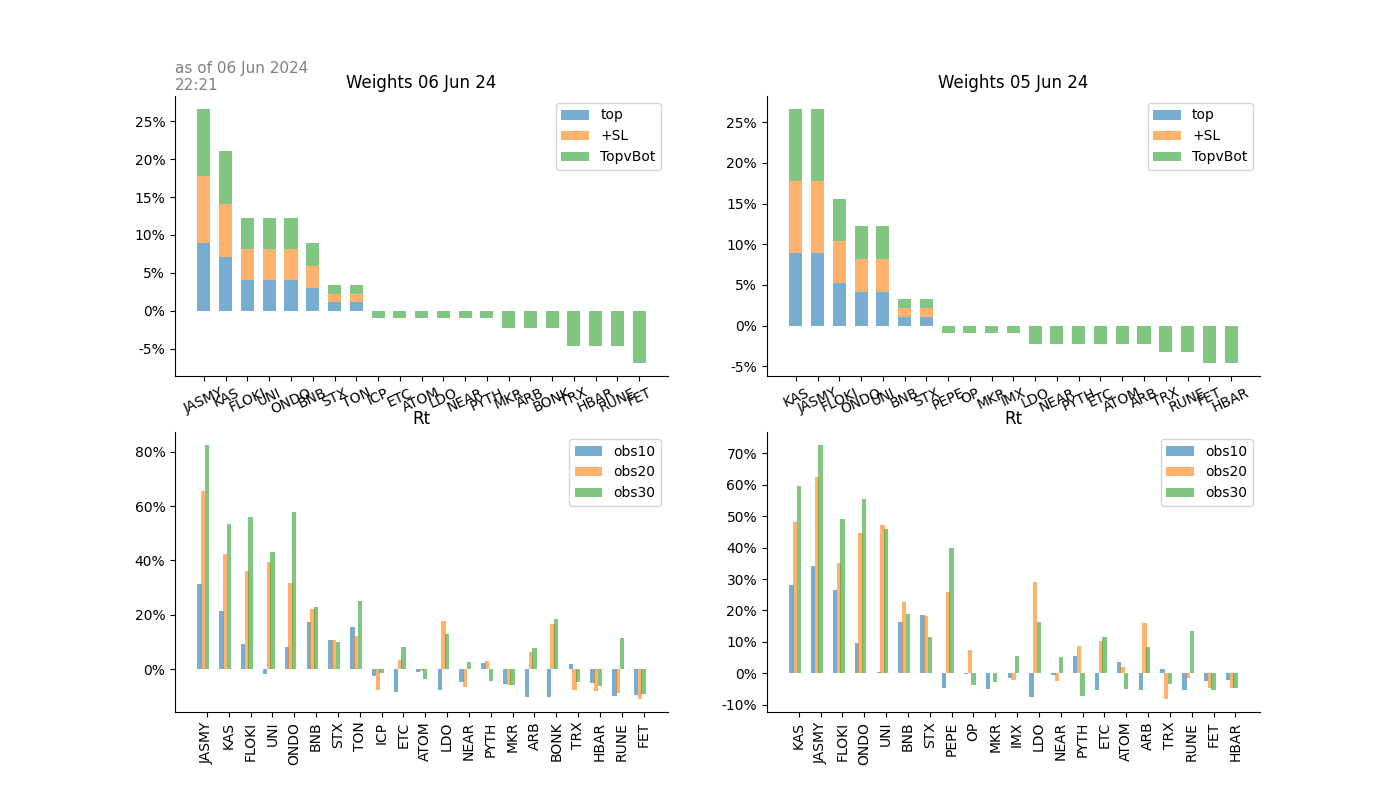 as of 06 Jun 2024
22:21
Weights 06 Jun 24
25%
20%
15%
10%
5%
0%
-5%
top
+SL
TopvBot
JASMY KAS FLOKI UNI ONDO BNB STX TON ICP ETC ATOM LDO NEAR PYTH MKR ARB BONK TRX HBAR RUNE FET
Weights 05 Jun 24
25%
20%
15%
10%
5%
0%
-5%
top
+SL
TopvBot
KAS JASMY FLOKI ONDO UNI BNB STX PEPE OP MKR IMX LDO NEAR PYTH ETC ATOM ARB TRX RUNE FET HBAR
Rt
80%
60%
40%
20%
0%
obs10
obs20
obs30
JASMY KAS FLOKI UNI ONDO BNB STX TON ICP ETC ATOM LDO NEAR PYTH MKR ARB BONK TRX HBAR RUNE FET
Rt
70%
60%
50%
40%
30%
20%
10%
0%
-10%
obs10
obs20
obs30
KAS JASMY FLOKI ONDO UNI BNB STX PEPE OP MKR IMX LDO NEAR PYTH ETC ATOM ARB TRX RUNE FET HBAR